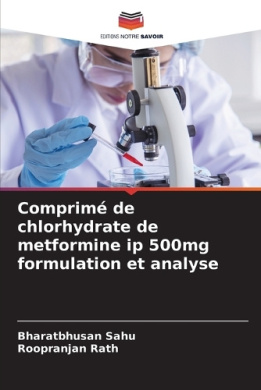 EDITIONS NOTRE SAVOIR
Comprimé de
chlorhydrate de
metformine ip 500mg
formulation et analyse
Bharatbhusan Sahu
Roopranjan Rath